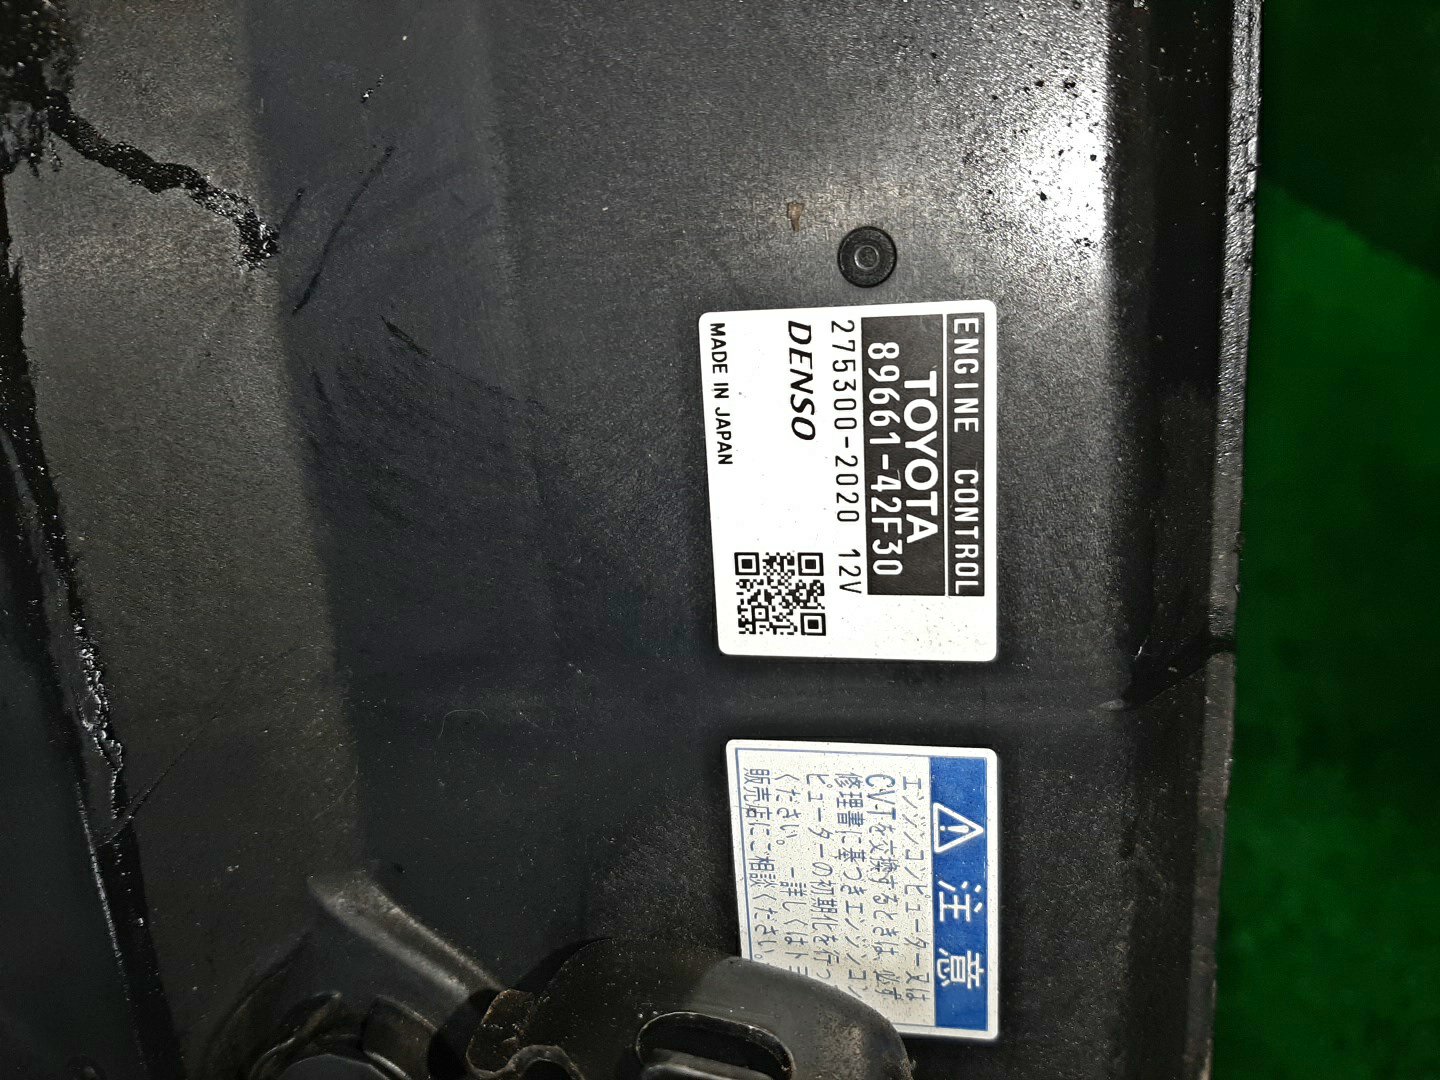 ENGINE CONTROL
TOYOTA
89661-42F30
275300-2020 12V
DENSO
MADE IN JAPAN
注意
エンジンコンピューター又は
CVTを交換するときは、必ず
修理書に基づきエンジンコン
ピューターの初期化を行っ
ください。 -詳しくはト
販売店にご相談ください。